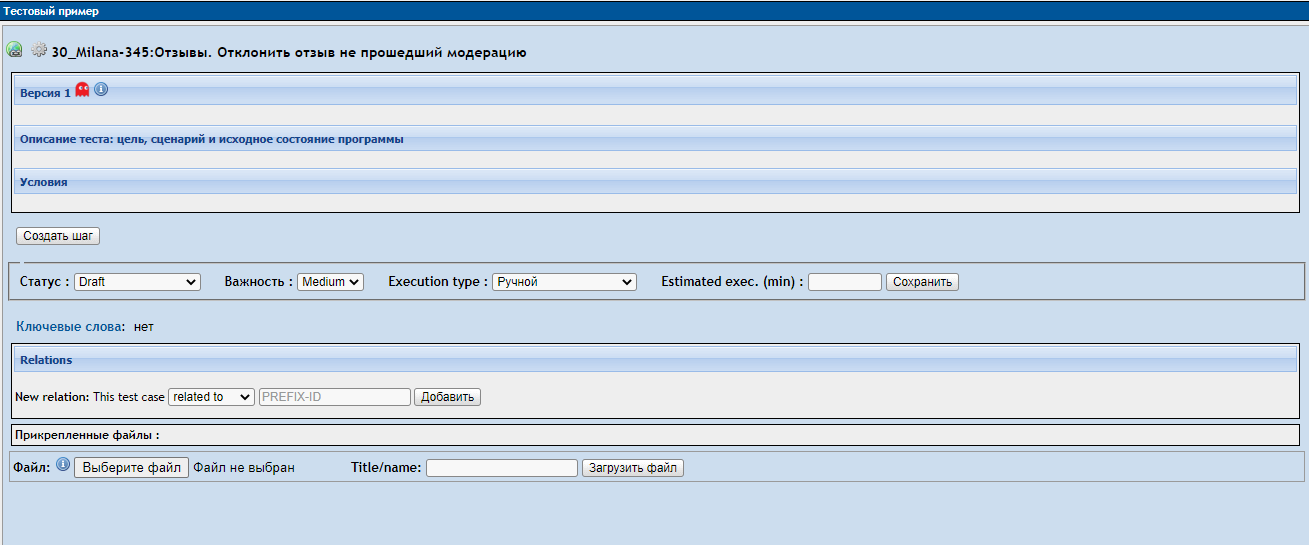 Тестовый пример
30_Milana-345:Отзывы. Отклонить отзыв не прошедший модерацию
Версия 1
Описание теста: цель, сценарий и исходное состояние программы
Условия
Создать шаг
Статус : Draft Важность : Medium Execution type : Ручной Estimated exec. (min) : Сохранить
Ключевые слова: нет
Relations
New relation: This test case related to PREFIX-ID Добавить
Прикрепленные файлы :
Файл: Выберите файл Файл не выбран Title/name: Загрузить файл